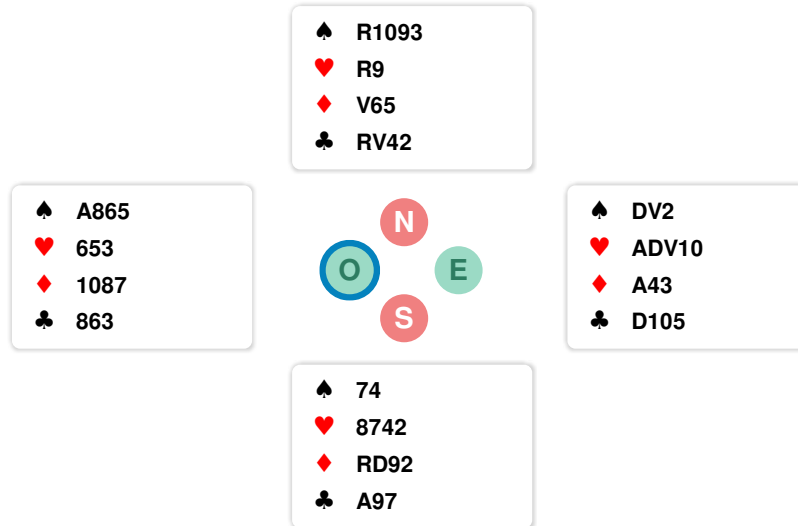 ♠ R1093
♥ R9
♦ V65
♣ RV42
♠ A865
♥ 653
♦ 1087
♣ 863
N
O E
S
♠ DV2
♥ ADV10
♦ A43
♣ D105
♠ 74
♥ 8742
♦ RD92
♣ A97